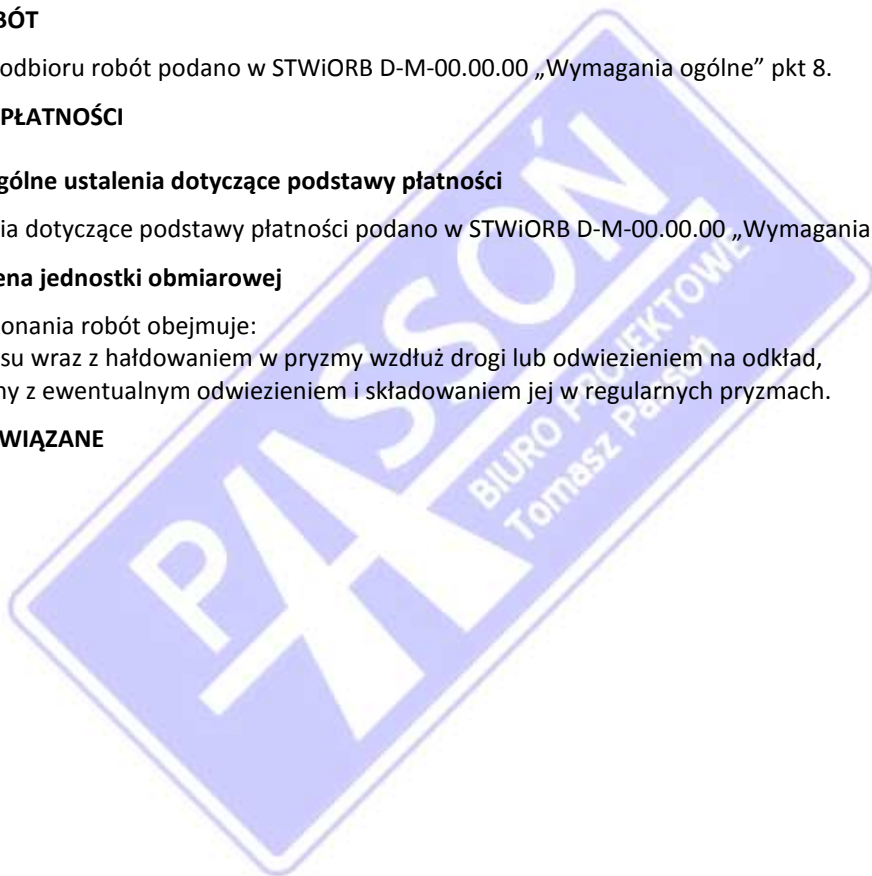 BÓT
odbioru robót podano w STWiORB D-M-00.00.00 „Wymagania ogólne” pkt 8.
PŁATNOŚCI
gólne ustalenia dotyczące podstawy płatności
ia dotyczące podstawy płatności podano w STWiORB D-M-00.00.00 „Wymagania
ena jednostki obmiarowej
onania robót obejmuje:
su wraz z hałdowaniem w pryzmy wzdłuż drogi lub odwiezieniem na odkład,
ny z ewentualnym odwiezieniem i składowaniem jej w regularnych pryzmach.
WIĄZANE
PASSOŃ
BIURO PROJEKTOWE
Tomasz